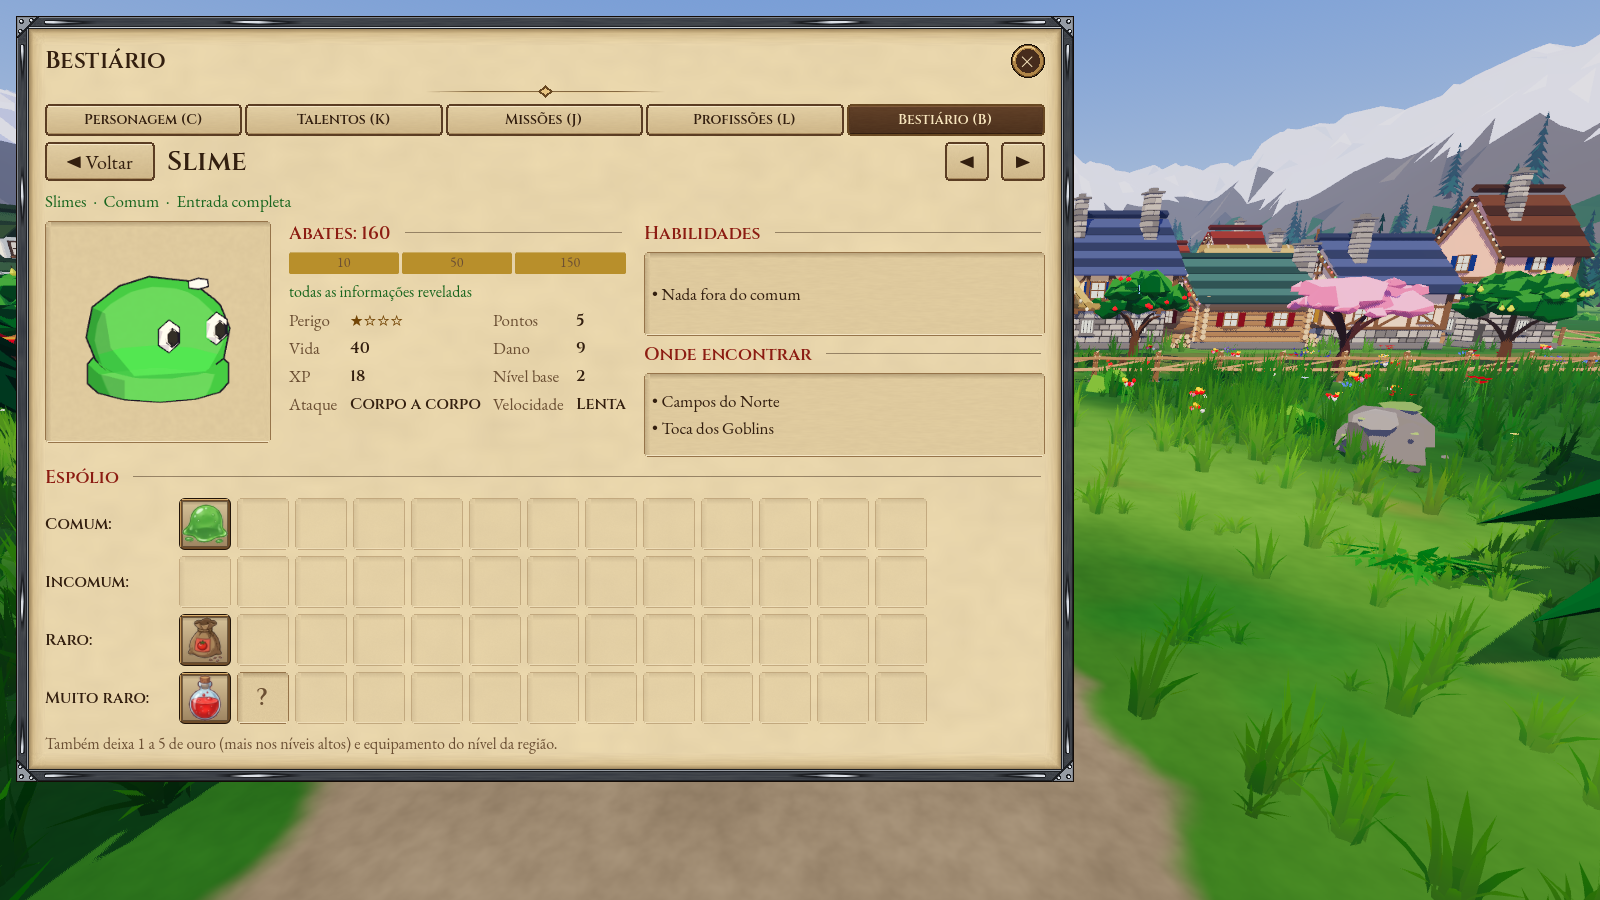 Bestiário
Personagem (C)
Talentos (K)
Missões (J)
Profissões (L)
Bestiário (B)
◀ Voltar
Slime
◀
▶
Slimes · Comum · Entrada completa
Abates: 160
10
50
150
todas as informações reveladas
Perigo ★☆☆☆ Pontos 5
Vida 40 Dano 9
XP 18 Nível base 2
Ataque Corpo a corpo Velocidade Lenta
Habilidades
• Nada fora do comum
Onde encontrar
• Campos do Norte
• Toca dos Goblins
Espólio
Comum:
Incomum:
Raro:
Muito raro:
?
Também deixa 1 a 5 de ouro (mais nos níveis altos) e equipamento do nível da região.